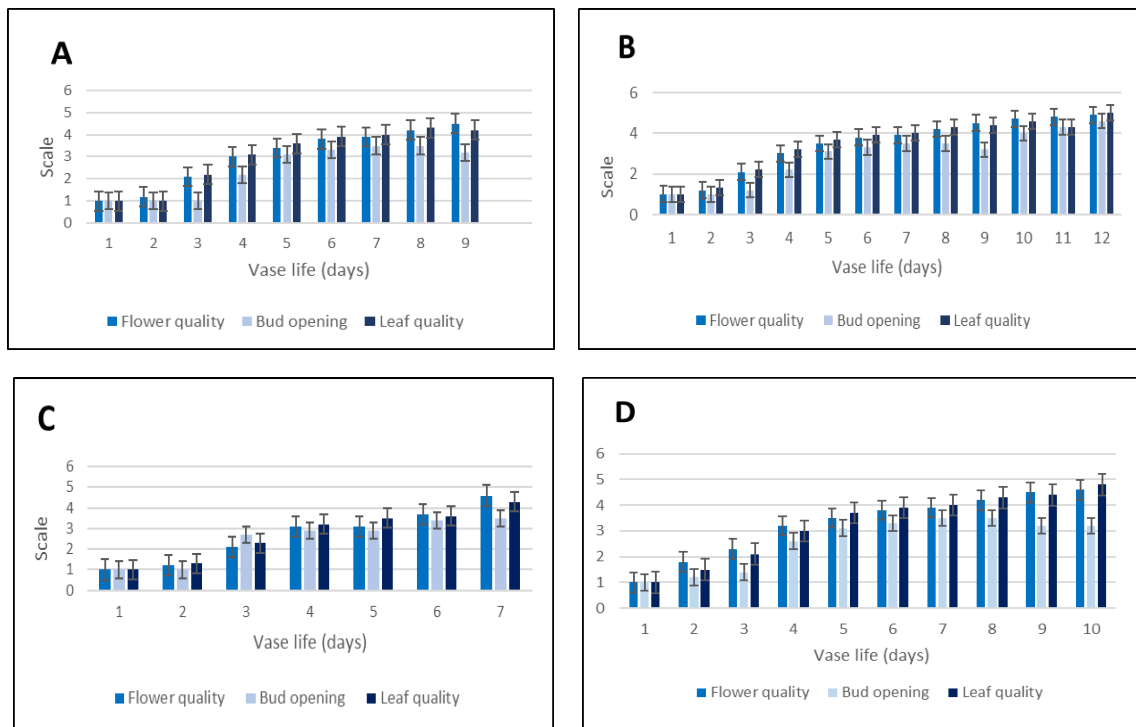 A
6
5
4
3
2
1
0
Scale
1 2 3 4 5 6 7 8 9
Vase life (days)
Flower quality Bud opening Leaf quality
B
6
4
2
0
Scale
1 2 3 4 5 6 7 8 9 10 11 12
Vase life (days)
Flower quality Bud opening Leaf quality
C
6
5
4
3
2
1
0
Scale
1 2 3 4 5 6 7
Vase life (days)
Flower quality Bud opening Leaf quality
D
6
5
4
3
2
1
0
Scale
1 2 3 4 5 6 7 8 9 10
Vase life (days)
Flower quality Bud opening Leaf quality